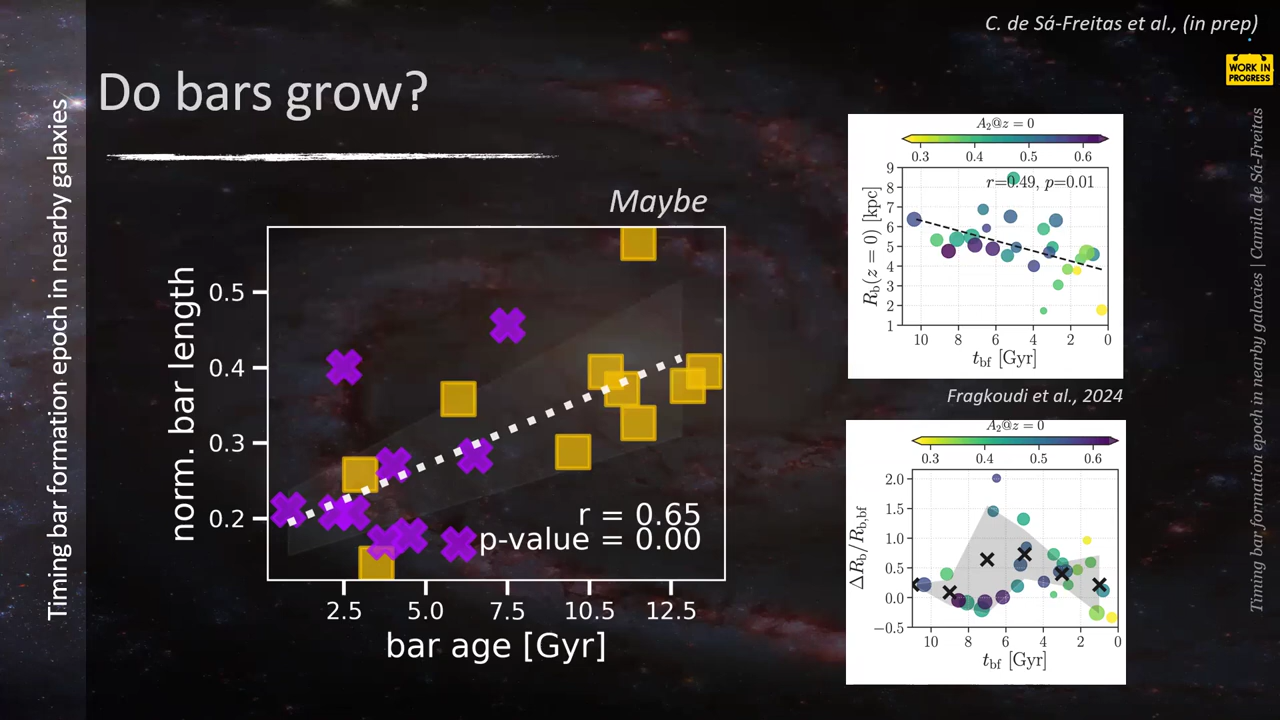 C. de Sá-Freitas et al., (in prep)
WORK IN
PROGRESS
Do bars grow?
Timing bar formation epoch in nearby galaxies
Maybe
norm. bar length
0.5
0.4
0.3
0.2
r = 0.65
p-value = 0.00
2.5 5.0 7.5 10.5 12.5
bar age [Gyr]
A₂@z = 0
0.3 0.4 0.5 0.6
r=0.49, p=0.01
R_b(z = 0) [kpc]
9
8
7
6
5
4
3
2
1
10 8 6 4 2 0
t_bf [Gyr]
Fragkoudi et al., 2024
A₂@z = 0
0.3 0.4 0.5 0.6
ΔR_b/R_b,bf
2.0
1.5
1.0
0.5
0.0
−0.5
10 8 6 4 2 0
t_bf [Gyr]
Timing bar formation epoch in nearby galaxies | Camila de Sá-Freitas